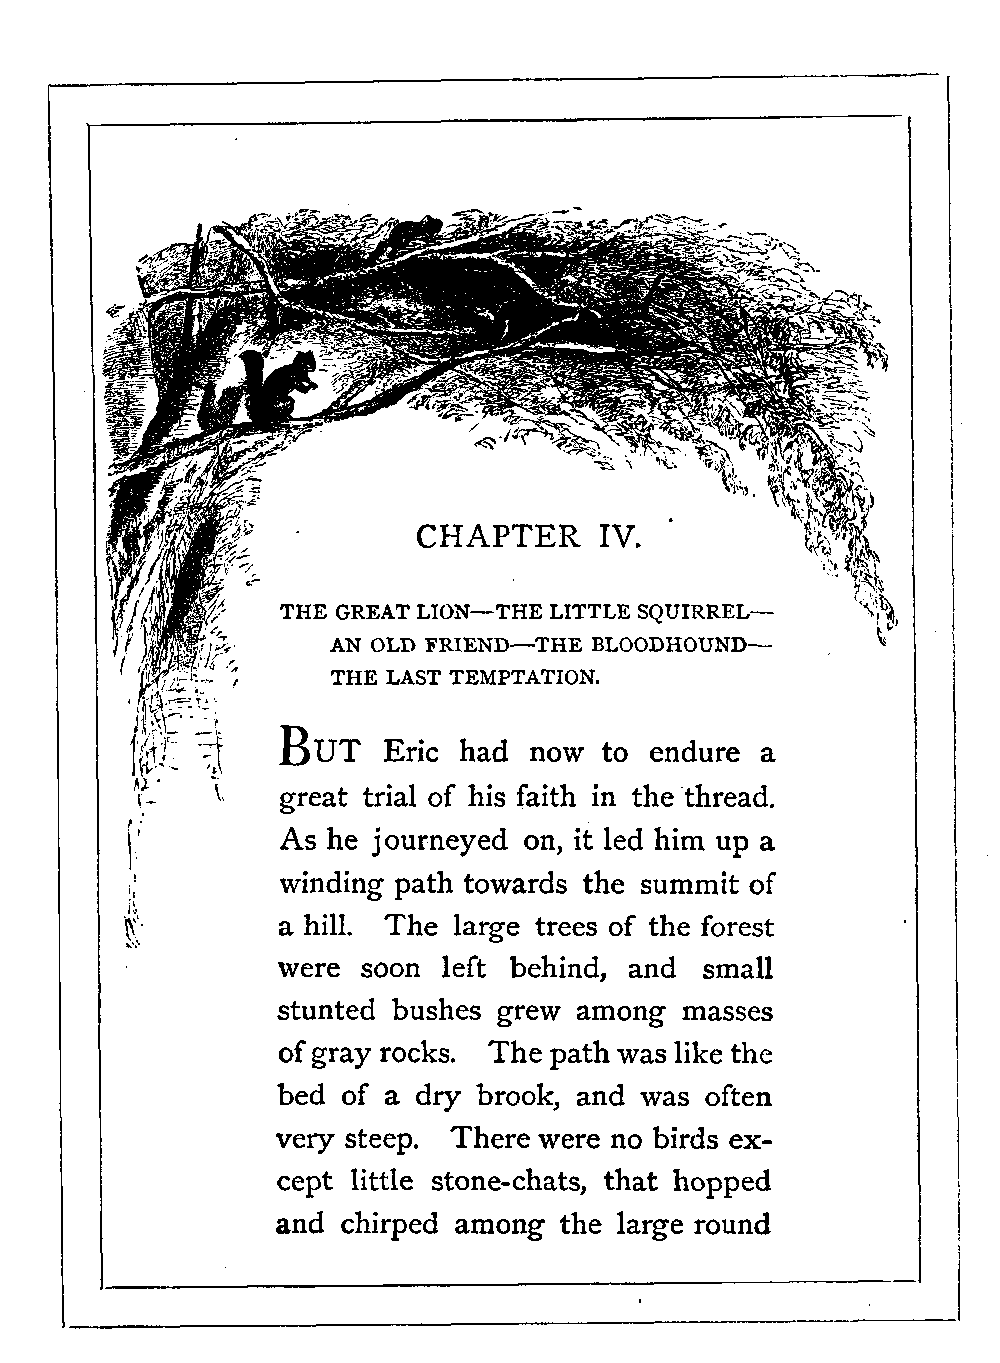 CHAPTER IV.
THE GREAT LION—THE LITTLE SQUIRREL—
AN OLD FRIEND—THE BLOODHOUND—
THE LAST TEMPTATION.
BUT Eric had now to endure a
great trial of his faith in the thread.
As he journeyed on, it led him up a
winding path towards the summit of
a hill. The large trees of the forest
were soon left behind, and small
stunted bushes grew among masses
of gray rocks. The path was like the
bed of a dry brook, and was often
very steep. There were no birds ex-
cept little stone-chats, that hopped
and chirped among the large round